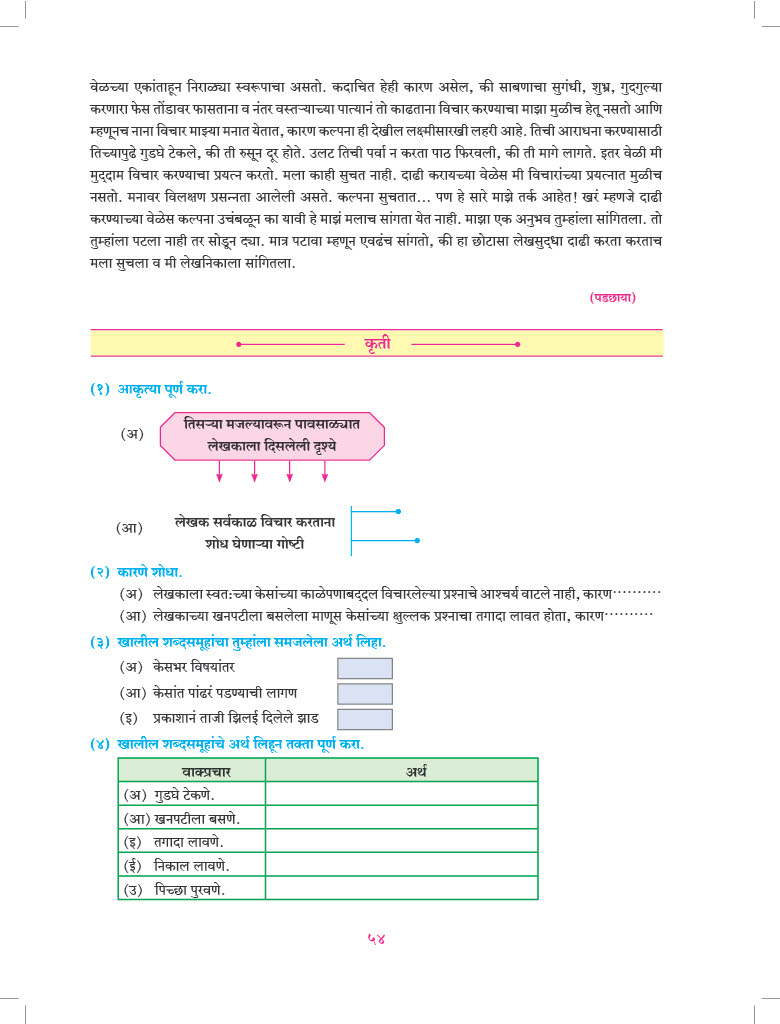 वेळच्या एकांताहून निराळ्या स्वरूपाचा असतो. कदाचित हेही कारण असेल, की साबणाचा सुगंधी, शुभ्र, गुदगुल्या
करणारा फेस तोंडावर फासताना व नंतर वस्तऱ्याच्या पात्यानं तो काढताना विचार करण्याचा माझा मुळीच हेतू नसतो आणि
म्हणूनच नाना विचार माझ्या मनात येतात, कारण कल्पना ही देखील लक्ष्मीसारखी लहरी आहे. तिची आराधना करण्यासाठी
तिच्यापुढे गुडघे टेकले, की ती रुसून दूर होते. उलट तिची पर्वा न करता पाठ फिरवली, की ती मागे लागते. इतर वेळी मी
मुद्दाम विचार करण्याचा प्रयत्न करतो. मला काही सुचत नाही. दाढी करायच्या वेळेस मी विचारांच्या प्रयत्नात मुळीच
नसतो. मनावर विलक्षण प्रसन्नता आलेली असते. कल्पना सुचतात... पण हे सारे माझे तर्क आहेत! खरं म्हणजे दाढी
करण्याच्या वेळेस कल्पना उचंबळून का यावी हे माझं मलाच सांगता येत नाही. माझा एक अनुभव तुम्हांला सांगितला. तो
तुम्हांला पटला नाही तर सोडून द्या. मात्र पटावा म्हणून एवढंच सांगतो, की हा छोटासा लेखसुद्धा दाढी करता करताच
मला सुचला व मी लेखनिकाला सांगितला.
(पडछाया)
कृती
(१) आकृत्या पूर्ण करा.
(अ) तिसऱ्या मजल्यावरून पावसाळ्यात
लेखकाला दिसलेली दृश्ये
(आ) लेखक सर्वकाळ विचार करताना
शोध घेणाऱ्या गोष्टी
(२) कारणे शोधा.
(अ) लेखकाला स्वतःच्या केसांच्या काळेपणाबद्दल विचारलेल्या प्रश्नाचे आश्चर्य वाटले नाही, कारण··········
(आ) लेखकाच्या खनपटीला बसलेला माणूस केसांच्या क्षुल्लक प्रश्नाचा तगादा लावत होता, कारण··········
(३) खालील शब्दसमूहांचा तुम्हांला समजलेला अर्थ लिहा.
(अ) केसभर विषयांतर
(आ) केसांत पांढरं पडण्याची लागण
(इ) प्रकाशानं ताजी झिलई दिलेले झाड
(४) खालील शब्दसमूहांचे अर्थ लिहून तक्ता पूर्ण करा.
वाक्प्रचार अर्थ
(अ) गुडघे टेकणे.
(आ) खनपटीला बसणे.
(इ) तगादा लावणे.
(ई) निकाल लावणे.
(उ) पिच्छा पुरवणे.
५४